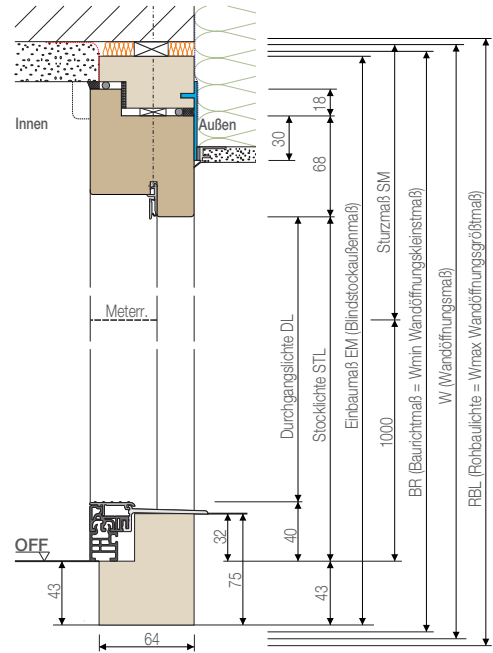 Innen
Außen
18
30
68
Sturzmaß SM
Meterr.
Durchgangslichte DL
Stocklichte STL
Einbaumaß EM (Blindstockaußenmaß)
1000
BR (Baurichtmaß = Wmin Wandöffnungskleinstmaß)
W (Wandöffnungsmaß)
RBL (Rohbaulichte = Wmax Wandöffnungsgrößtmaß)
OFF
32
40
43
75
43
64